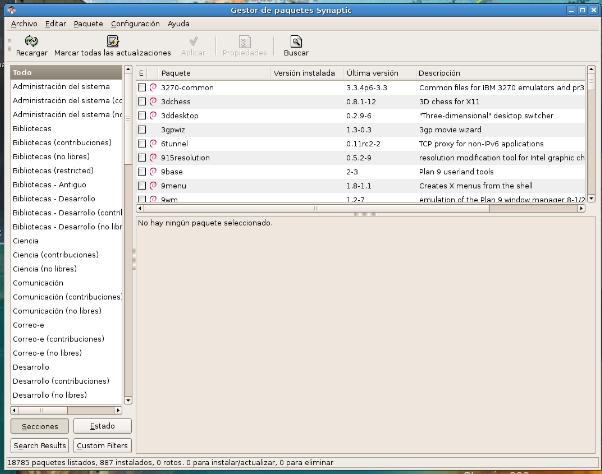 Gestor de paquetes Synaptic
Archivo Editar Paquete Configuración Ayuda
Recargar Marcar todas las actualizaciones Aplicar Propiedades Buscar
Todo
Administración del sistema
Administración del sistema (co
Administración del sistema (no
Bibliotecas
Bibliotecas (contribuciones)
Bibliotecas (no libres)
Bibliotecas (restricted)
Bibliotecas - Antiguo
Bibliotecas - Desarrollo
Bibliotecas - Desarrollo (contril
Bibliotecas - Desarrollo (no libr
Ciencia
Ciencia (contribuciones)
Ciencia (no libres)
Comunicación
Comunicación (contribuciones)
Comunicación (no libres)
Correo-e
Correo-e (contribuciones)
Correo-e (no libres)
Desarrollo
Desarrollo (contribuciones)
Desarrollo (no libres)
Secciones Estado
Search Results Custom Filters
E Paquete Versión instalada Última versión Descripción
3270-common 3.3.4p6-3.3 Common files for IBM 3270 emulators and pr3
3dchess 0.8.1-12 3D chess for X11
3ddesktop 0.2.9-6 "Three-dimensional" desktop switcher
3gpwiz 1.3-0.3 3gp movie wizard
6tunnel 0.11rc2-2 TCP proxy for non-IPv6 applications
915resolution 0.5.2-9 resolution modification tool for Intel graphic ch
9base 2-3 Plan 9 userland tools
9menu 1.8-1.1 Creates X menus from the shell
9wm 1.2-7 emulation of the Plan 9 window manager 8-1/2
No hay ningún paquete seleccionado.
18785 paquetes listados, 887 instalados, 0 rotos. 0 para instalar/actualizar, 0 para eliminar